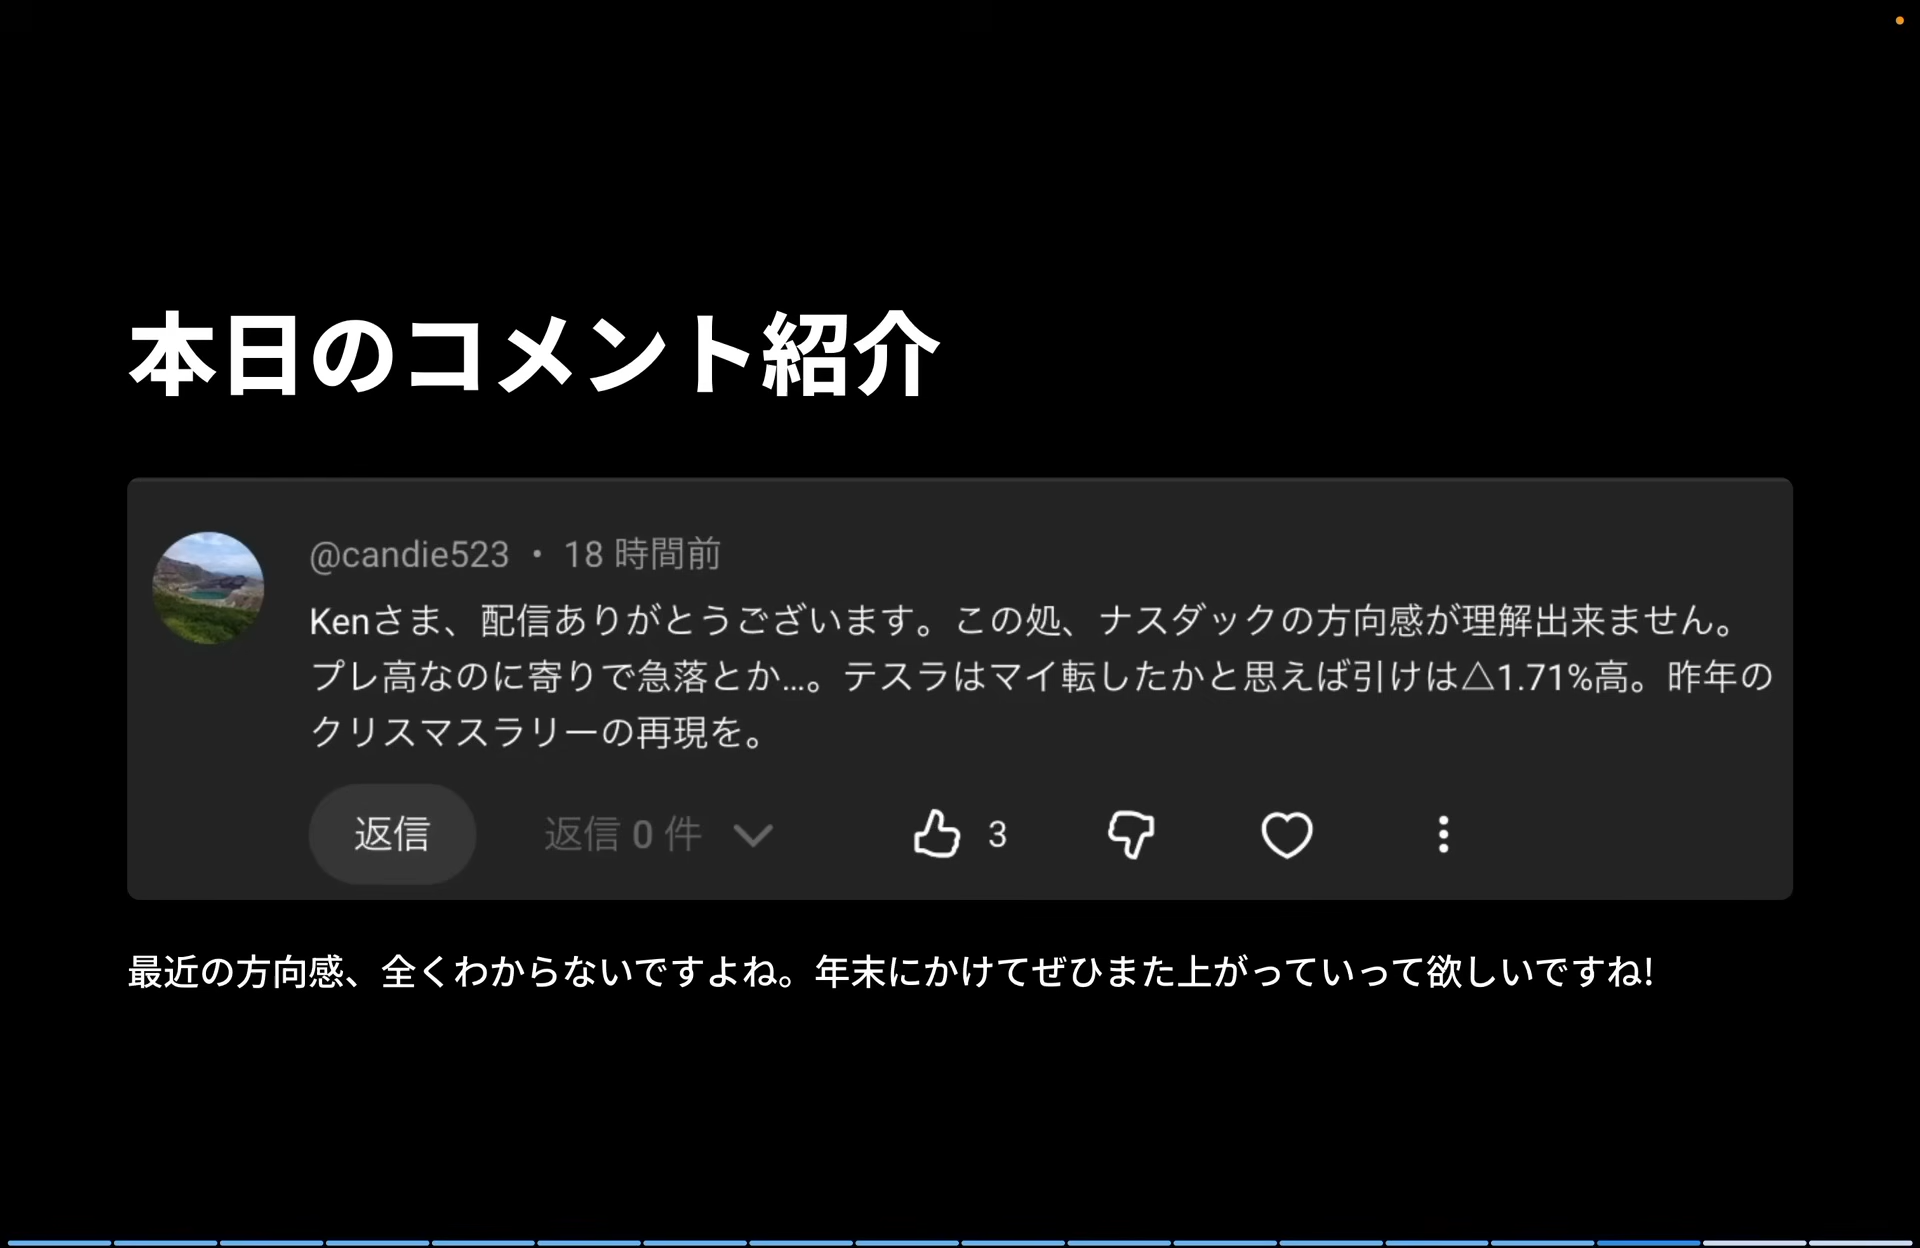 本日のコメント紹介
@candie523 ・ 18 時間前
Kenさま、配信ありがとうございます。この処、ナスダックの方向感が理解出来ません。
プレ高なのに寄りで急落とか...。テスラはマイ転したかと思えば引けは△1.71%高。昨年の
クリスマスラリーの再現を。
返信 返信 0 件 3
最近の方向感、全くわからないですよね。年末にかけてぜひまた上がっていって欲しいですね!